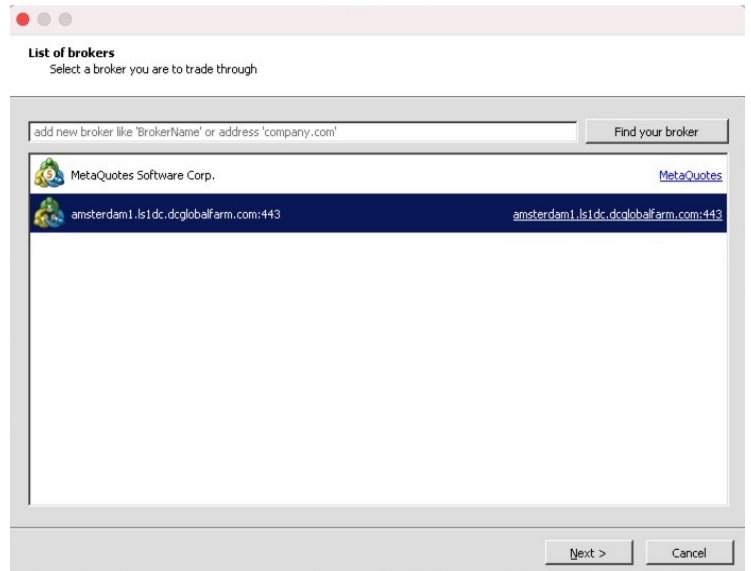 List of brokers
Select a broker you are to trade through
add new broker like 'BrokerName' or address 'company.com'
Find your broker
MetaQuotes Software Corp.
MetaQuotes
amsterdam1.ls1dc.dcglobalfarm.com:443
amsterdam1.ls1dc.dcglobalfarm.com:443
Next >
Cancel